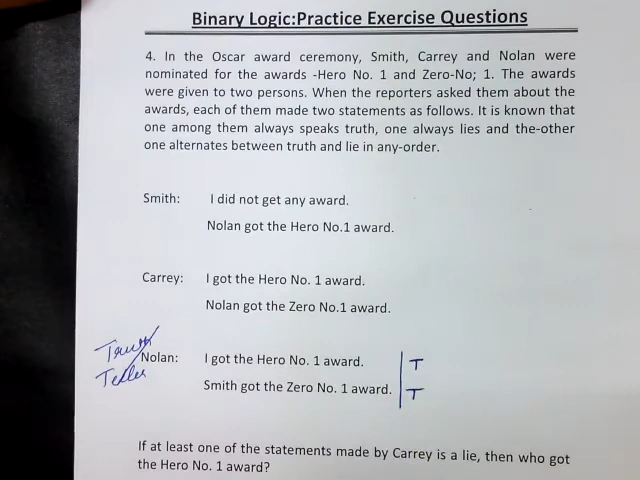 Binary Logic:Practice Exercise Questions
4. In the Oscar award ceremony, Smith, Carrey and Nolan were
nominated for the awards -Hero No. 1 and Zero-No; 1. The awards
were given to two persons. When the reporters asked them about the
awards, each of them made two statements as follows. It is known that
one among them always speaks truth, one always lies and the-other
one alternates between truth and lie in any-order.
Smith: I did not get any award.
Nolan got the Hero No.1 award.
Carrey: I got the Hero No. 1 award.
Nolan got the Zero No.1 award.
Truth
Teller
Nolan: I got the Hero No. 1 award. T
Smith got the Zero No. 1 award. T
If at least one of the statements made by Carrey is a lie, then who got
the Hero No. 1 award?